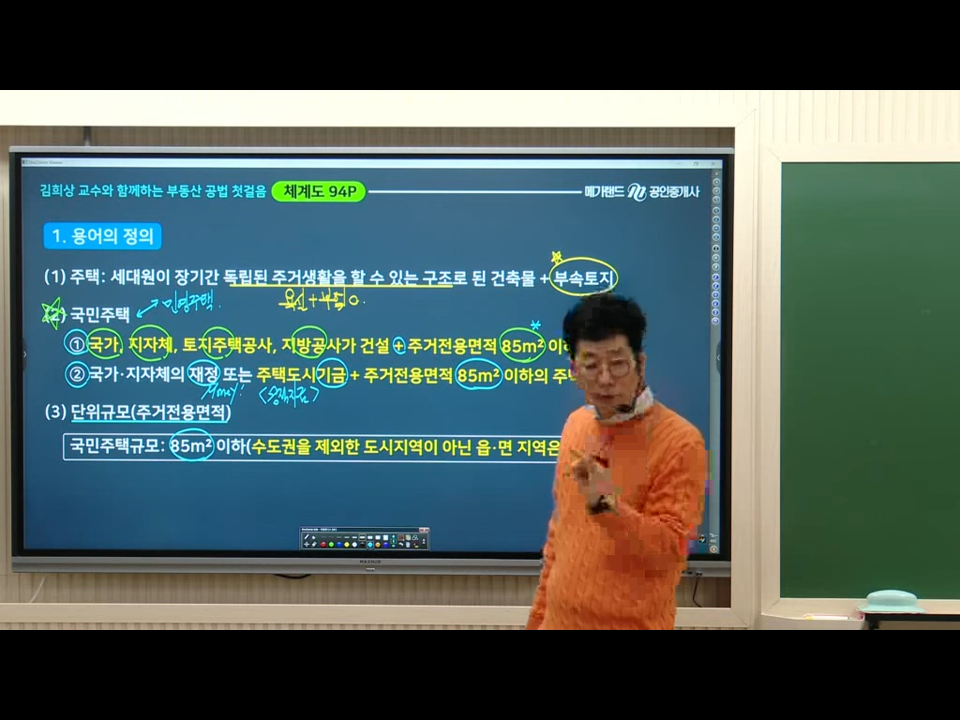 김희상 교수와 함께하는 부동산 공법 첫걸음 체계도 94P 메가랜드 공인중개사
1. 용어의 정의
(1) 주택: 세대원이 장기간 독립된 주거생활을 할 수 있는 구조로 된 건축물 + 부속토지
(2) 국민주택 민영주택.
① 국가, 지자체, 토지주택공사, 지방공사가 건설 + 주거전용면적 85m² 이하
② 국가·지자체의 재정 또는 주택도시기금 + 주거전용면적 85m² 이하의 주택
Money!
(3) 단위규모(주거전용면적)
국민주택규모: 85m² 이하(수도권을 제외한 도시지역이 아닌 읍·면 지역은